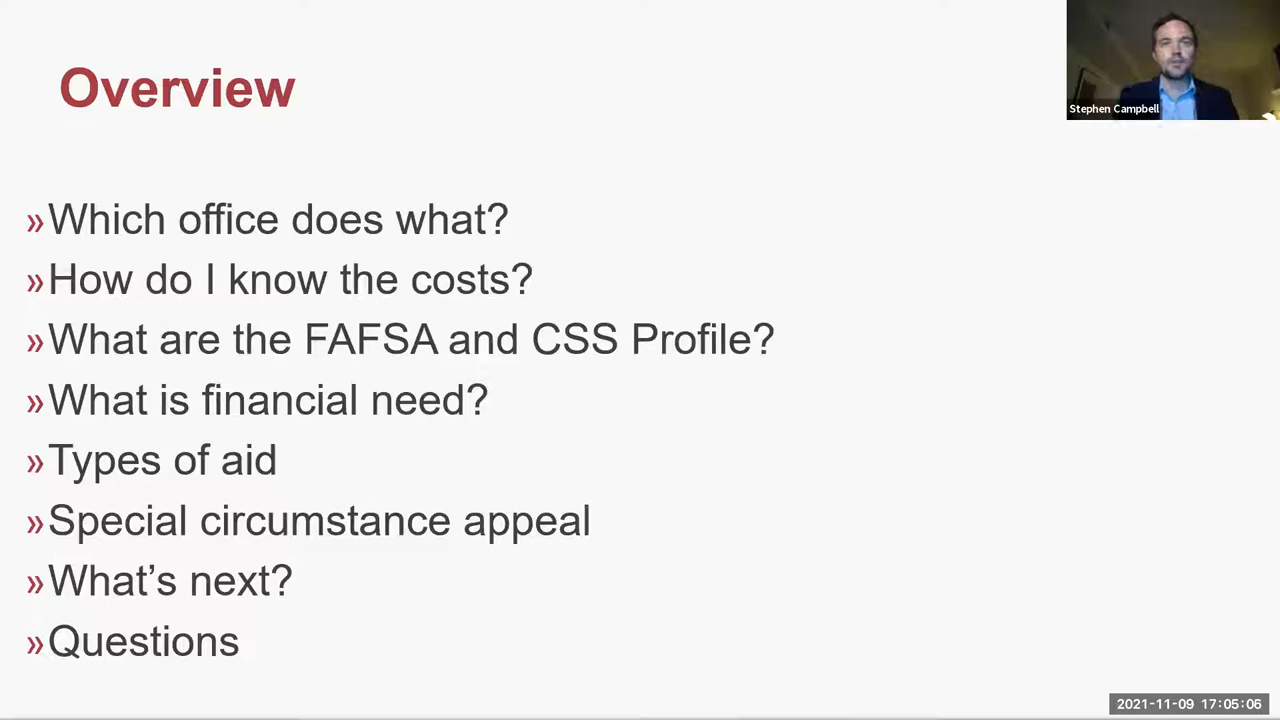 Overview
Stephen Campbell
»Which office does what?
»How do I know the costs?
»What are the FAFSA and CSS Profile?
»What is financial need?
»Types of aid
»Special circumstance appeal
»What’s next?
»Questions
2021-11-09 17:05:06